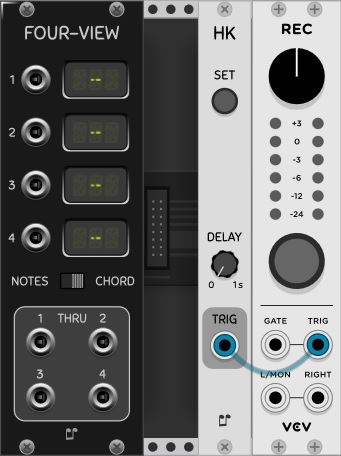 FOUR-VIEW
1 --
2 --
3 --
4 --
NOTES CHORD
1 THRU 2
3 4
HK
SET
DELAY
0 1s
TRIG
REC
+3
0
-3
-6
-12
-24
GATE TRIG
L/MON RIGHT
VCV